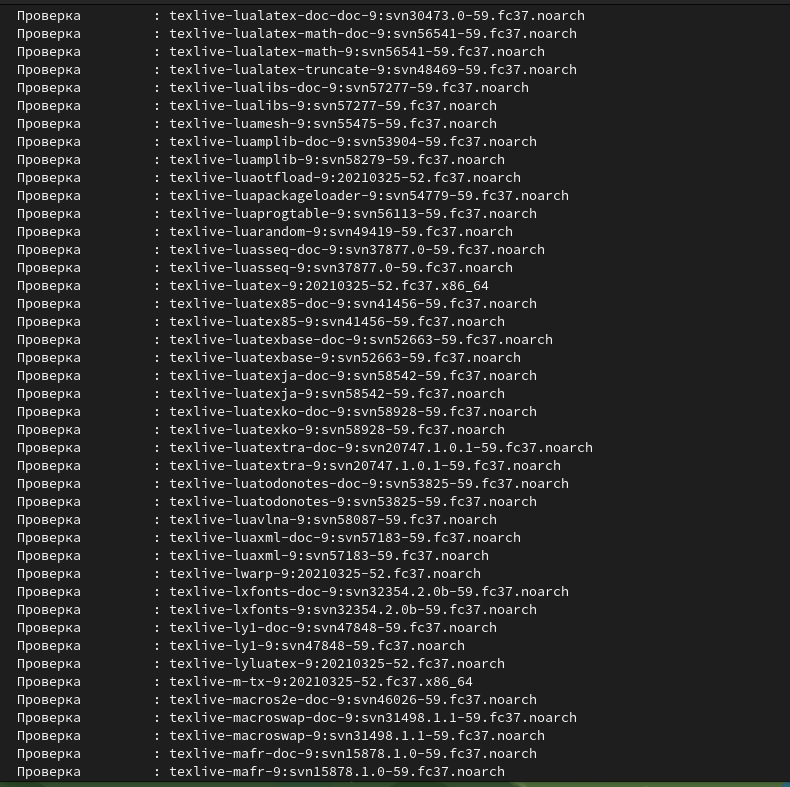 Проверка : texlive-lualatex-doc-doc-9:svn30473.0-59.fc37.noarch
Проверка : texlive-lualatex-math-doc-9:svn56541-59.fc37.noarch
Проверка : texlive-lualatex-math-9:svn56541-59.fc37.noarch
Проверка : texlive-lualatex-truncate-9:svn48469-59.fc37.noarch
Проверка : texlive-lualibs-doc-9:svn57277-59.fc37.noarch
Проверка : texlive-lualibs-9:svn57277-59.fc37.noarch
Проверка : texlive-luamesh-9:svn55475-59.fc37.noarch
Проверка : texlive-luamplib-doc-9:svn53904-59.fc37.noarch
Проверка : texlive-luamplib-9:svn58279-59.fc37.noarch
Проверка : texlive-luaotfload-9:20210325-52.fc37.noarch
Проверка : texlive-luapackageloader-9:svn54779-59.fc37.noarch
Проверка : texlive-luaprogtable-9:svn56113-59.fc37.noarch
Проверка : texlive-luarandom-9:svn49419-59.fc37.noarch
Проверка : texlive-luasseq-doc-9:svn37877.0-59.fc37.noarch
Проверка : texlive-luasseq-9:svn37877.0-59.fc37.noarch
Проверка : texlive-luatex-9:20210325-52.fc37.x86_64
Проверка : texlive-luatex85-doc-9:svn41456-59.fc37.noarch
Проверка : texlive-luatex85-9:svn41456-59.fc37.noarch
Проверка : texlive-luatexbase-doc-9:svn52663-59.fc37.noarch
Проверка : texlive-luatexbase-9:svn52663-59.fc37.noarch
Проверка : texlive-luatexja-doc-9:svn58542-59.fc37.noarch
Проверка : texlive-luatexja-9:svn58542-59.fc37.noarch
Проверка : texlive-luatexko-doc-9:svn58928-59.fc37.noarch
Проверка : texlive-luatexko-9:svn58928-59.fc37.noarch
Проверка : texlive-luatextra-doc-9:svn20747.1.0.1-59.fc37.noarch
Проверка : texlive-luatextra-9:svn20747.1.0.1-59.fc37.noarch
Проверка : texlive-luatodonotes-doc-9:svn53825-59.fc37.noarch
Проверка : texlive-luatodonotes-9:svn53825-59.fc37.noarch
Проверка : texlive-luavlna-9:svn58087-59.fc37.noarch
Проверка : texlive-luaxml-doc-9:svn57183-59.fc37.noarch
Проверка : texlive-luaxml-9:svn57183-59.fc37.noarch
Проверка : texlive-lwarp-9:20210325-52.fc37.noarch
Проверка : texlive-lxfonts-doc-9:svn32354.2.0b-59.fc37.noarch
Проверка : texlive-lxfonts-9:svn32354.2.0b-59.fc37.noarch
Проверка : texlive-ly1-doc-9:svn47848-59.fc37.noarch
Проверка : texlive-ly1-9:svn47848-59.fc37.noarch
Проверка : texlive-lyluatex-9:20210325-52.fc37.noarch
Проверка : texlive-m-tx-9:20210325-52.fc37.x86_64
Проверка : texlive-macros2e-doc-9:svn46026-59.fc37.noarch
Проверка : texlive-macroswap-doc-9:svn31498.1.1-59.fc37.noarch
Проверка : texlive-macroswap-9:svn31498.1.1-59.fc37.noarch
Проверка : texlive-mafr-doc-9:svn15878.1.0-59.fc37.noarch
Проверка : texlive-mafr-9:svn15878.1.0-59.fc37.noarch